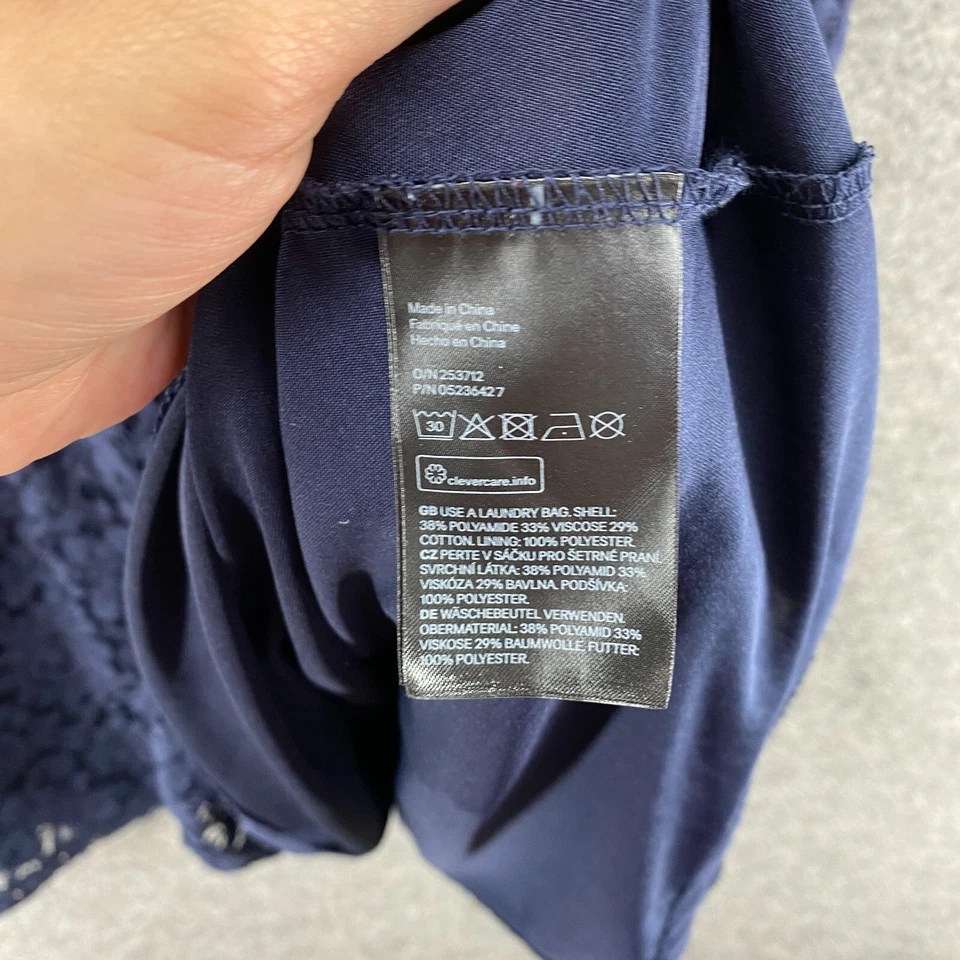 Made in China
Fabriqué en Chine
Hecho en China
O/N 253712
P/N 05236427
30
clevercare.info
GB USE A LAUNDRY BAG. SHELL:
38% POLYAMIDE 33% VISCOSE 29%
COTTON. LINING: 100% POLYESTER.
CZ PERTE V SÁČKU PRO ŠETRNÉ PRANÍ.
SVRCHNÍ LÁTKA: 38% POLYAMID 33%
VISKÓZA 29% BAVLNA. PODŠÍVKA:
100% POLYESTER.
DE WÄSCHEBEUTEL VERWENDEN.
OBERMATERIAL: 38% POLYAMID 33%
VISKOSE 29% BAUMWOLLE. FUTTER:
100% POLYESTER.